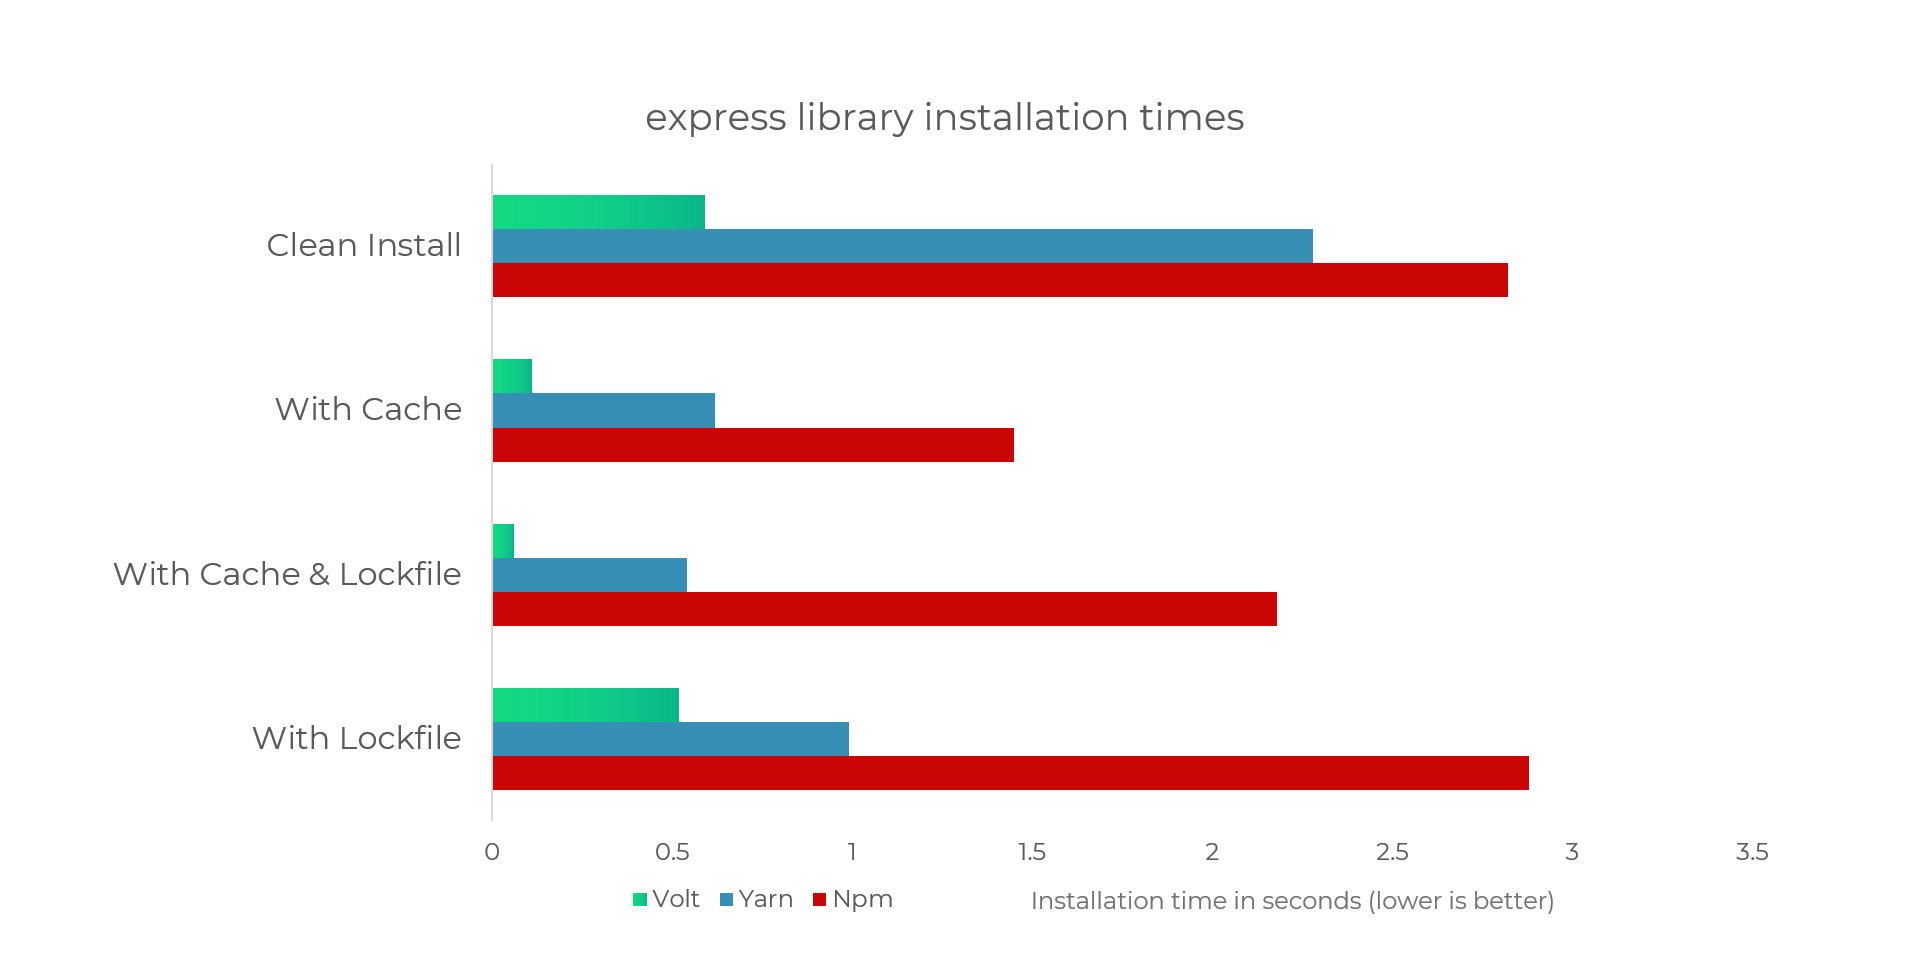 express library installation times
Clean Install
With Cache
With Cache & Lockfile
With Lockfile
0 0.5 1 1.5 2 2.5 3 3.5
Volt Yarn Npm
Installation time in seconds (lower is better)